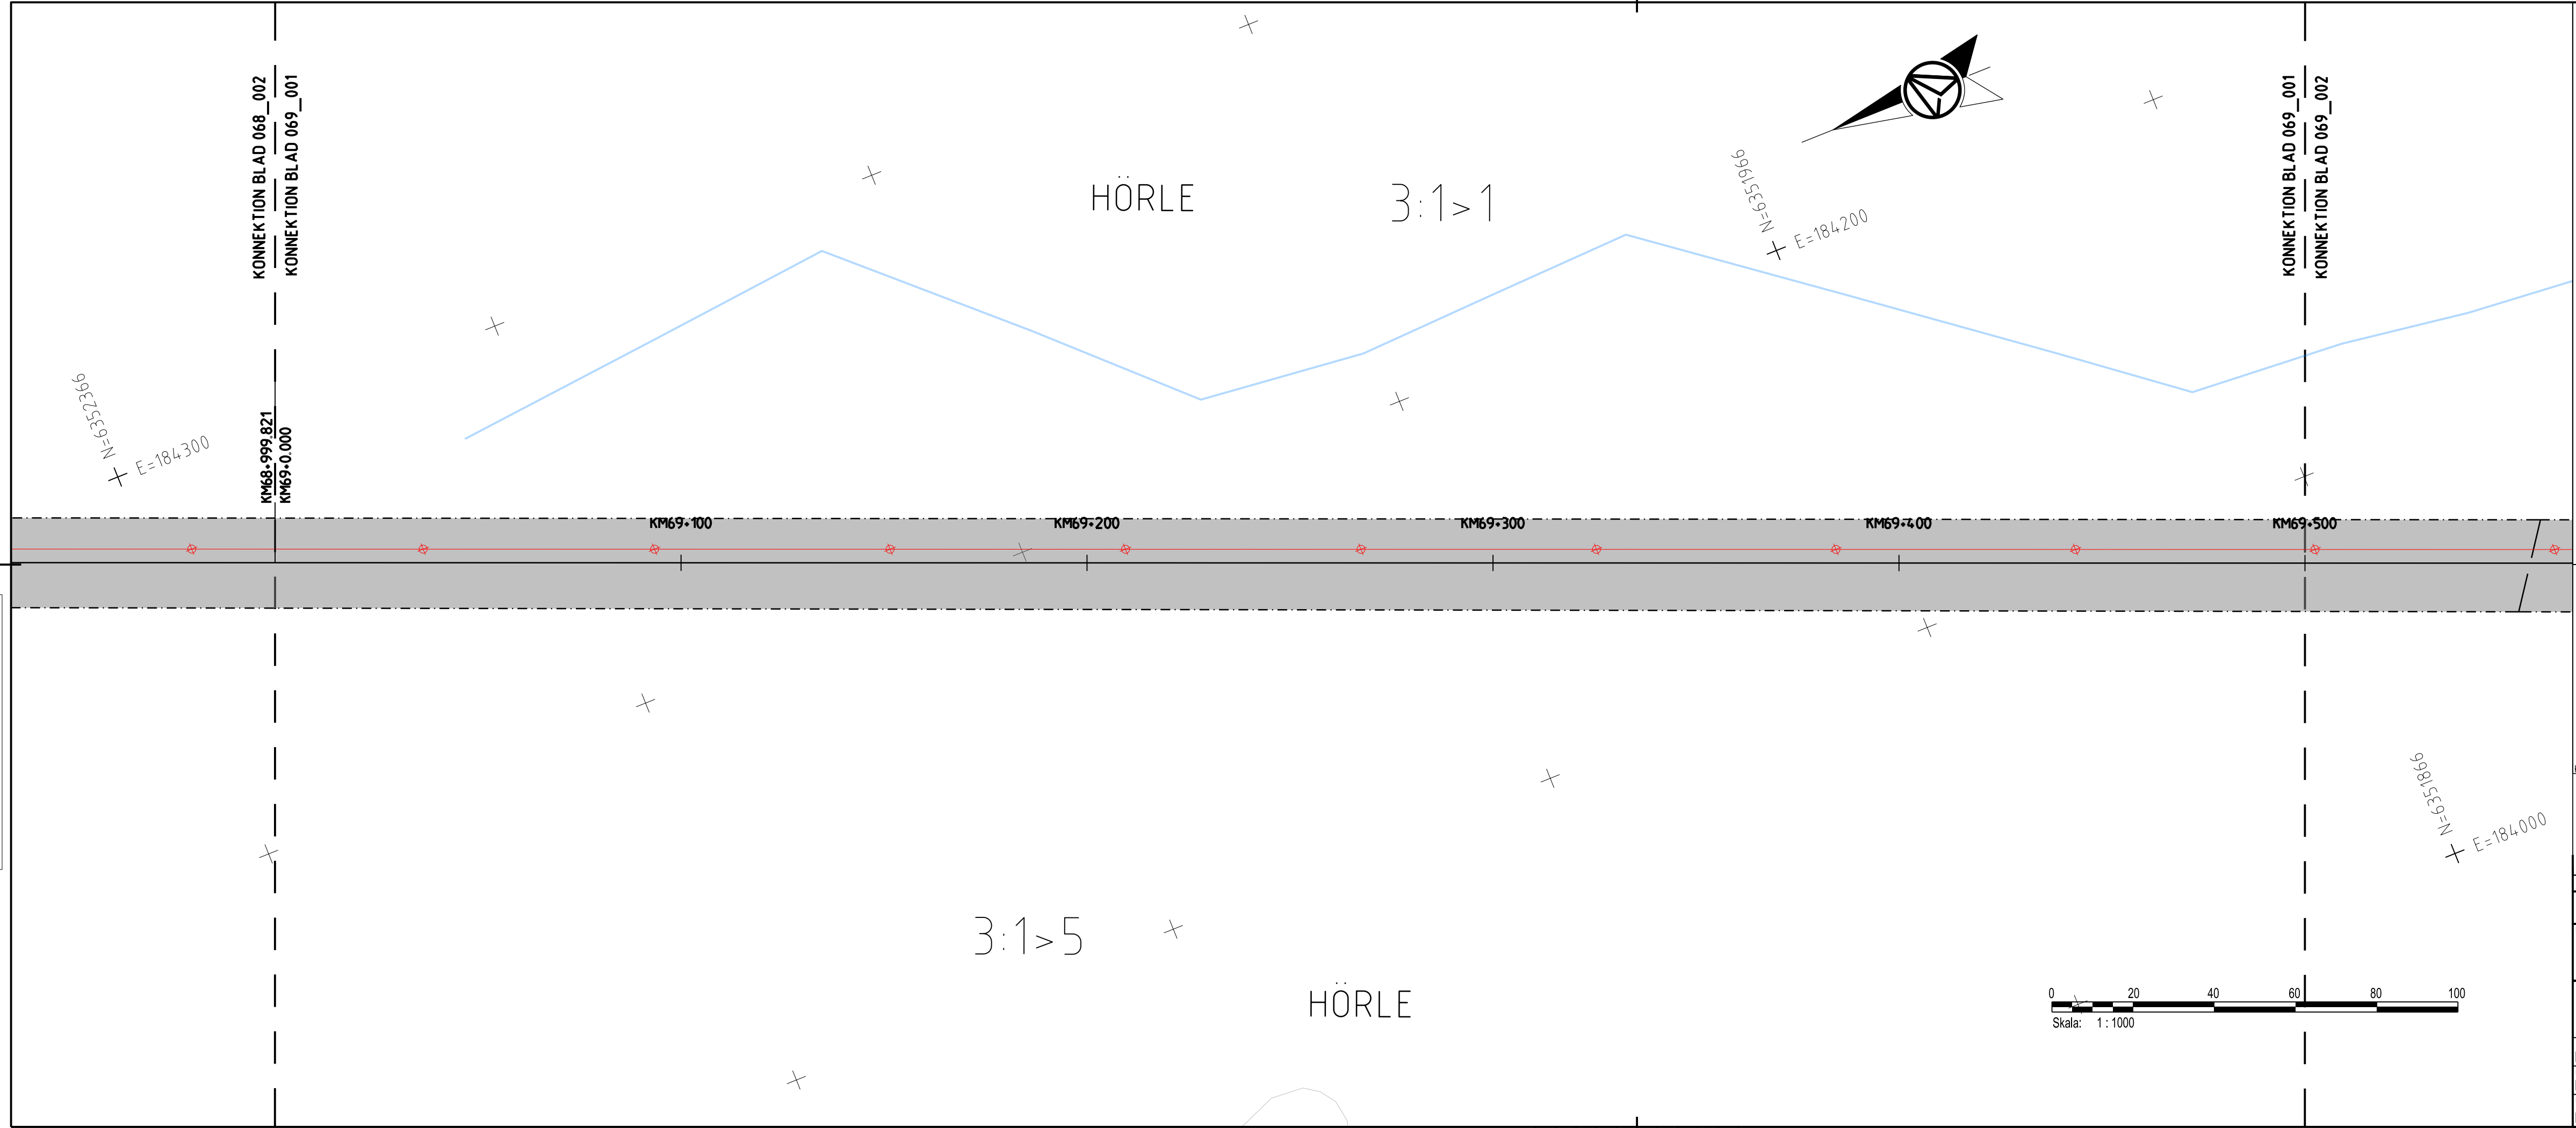 KONNEKTION BLAD 068_002
KONNEKTION BLAD 069_001
KONNEKTION BLAD 069_001
KONNEKTION BLAD 069_002
HÖRLE
3:1>1
N=6351966
E=184200
N=6352366
E=184300
KM68+999.821
KM69+0.000
KM69+100
KM69+200
KM69+300
KM69+400
KM69+500
N=6351866
E=184000
3:1>5
HÖRLE
0 20 40 60 80 100
Skala: 1 : 1000